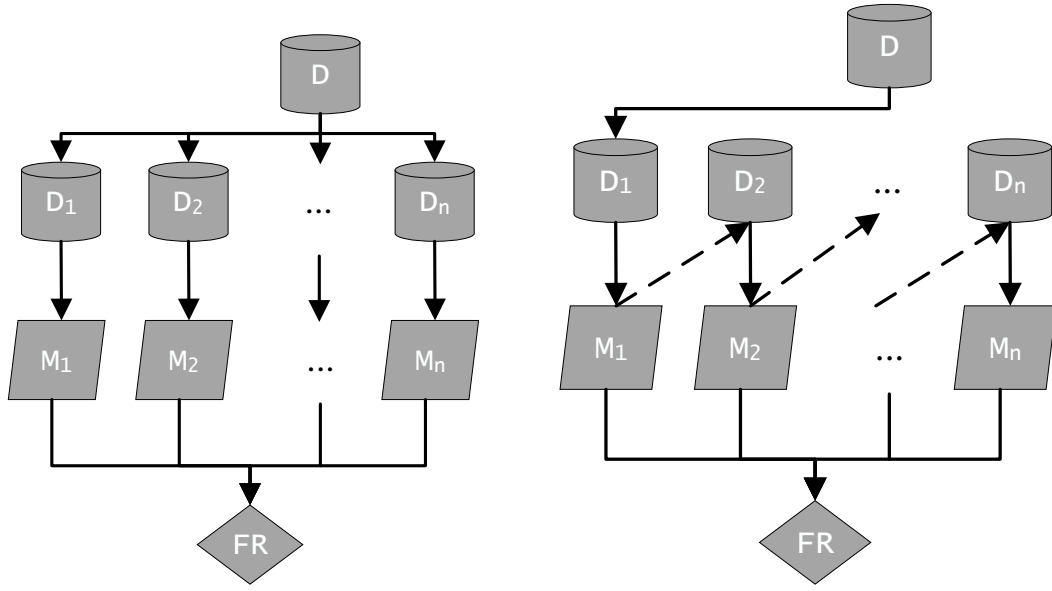 D
D₁ D₂ ... Dₙ
M₁ M₂ ... Mₙ
FR
D
D₁ D₂ ... Dₙ
M₁ M₂ ... Mₙ
FR